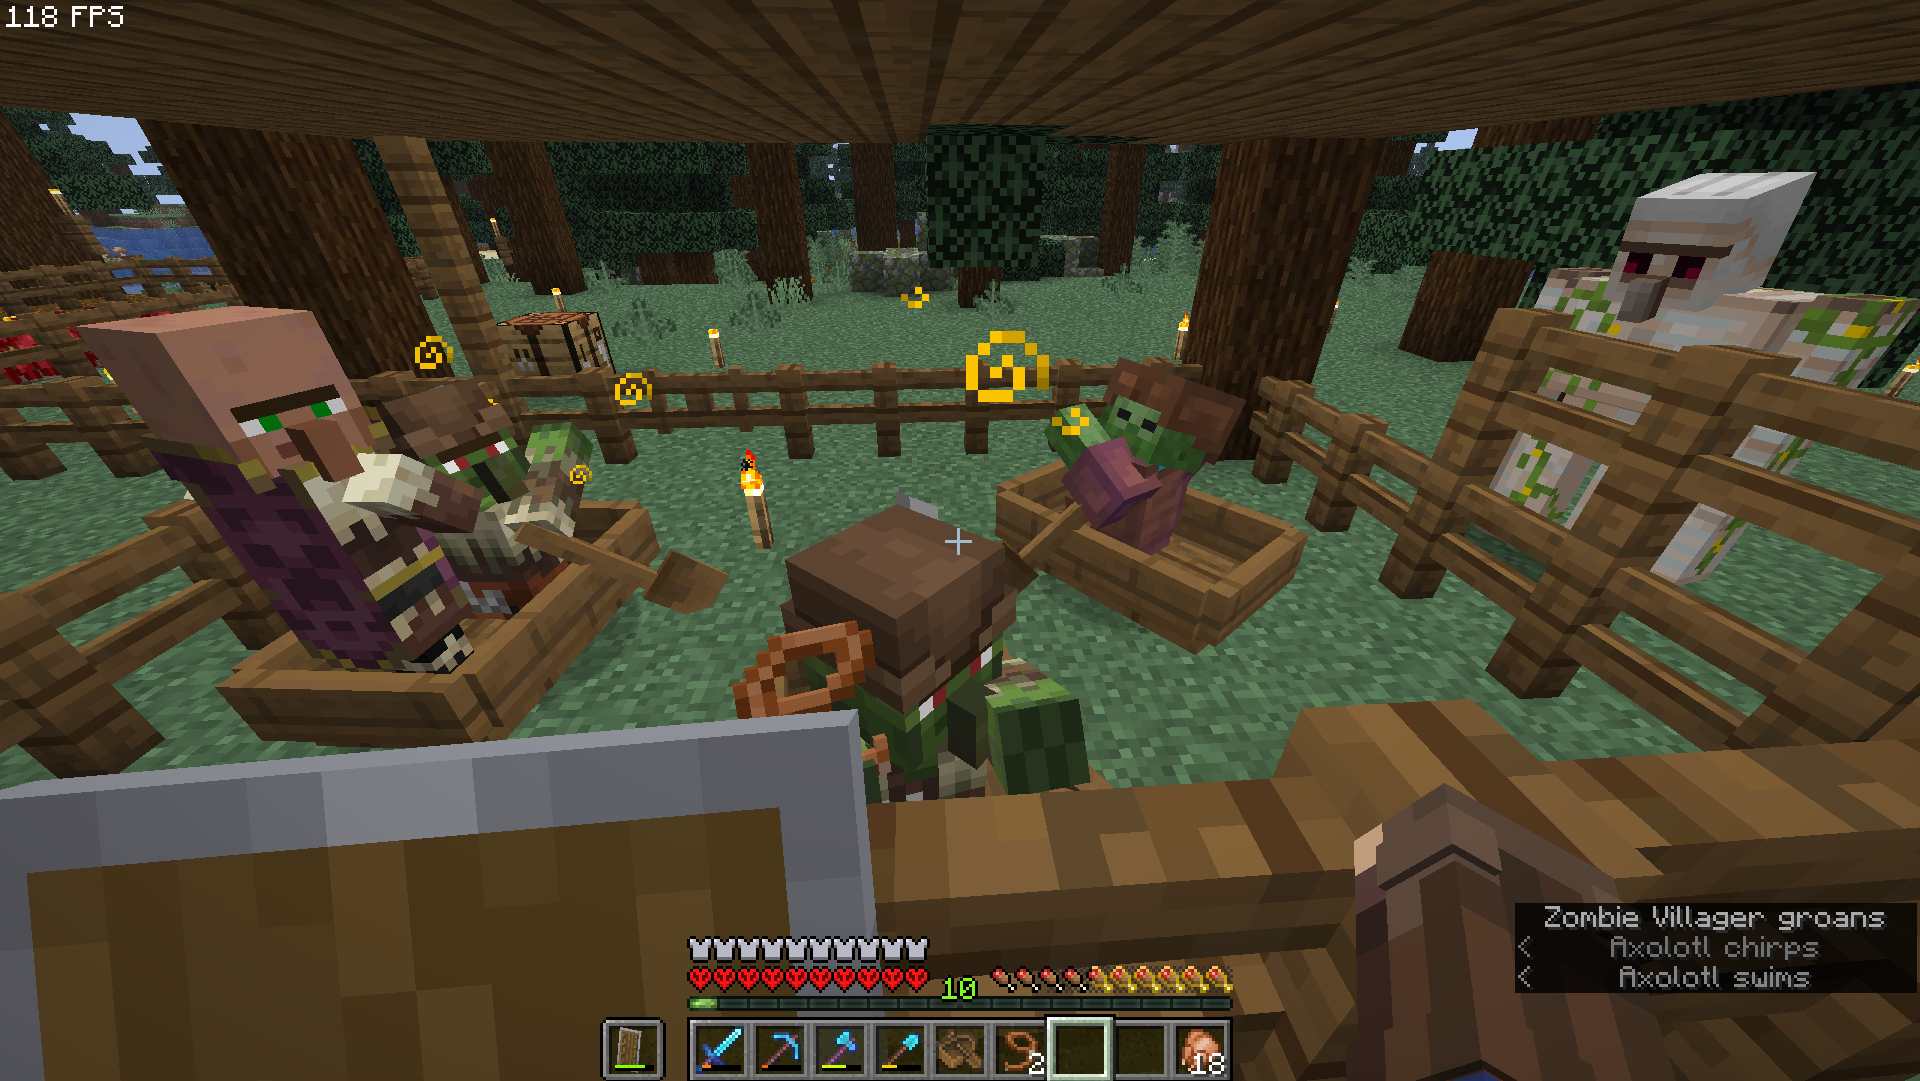 118 FPS
Zombie Villager groans
< Axolotl chirps
< Axolotl swims
10
2
18